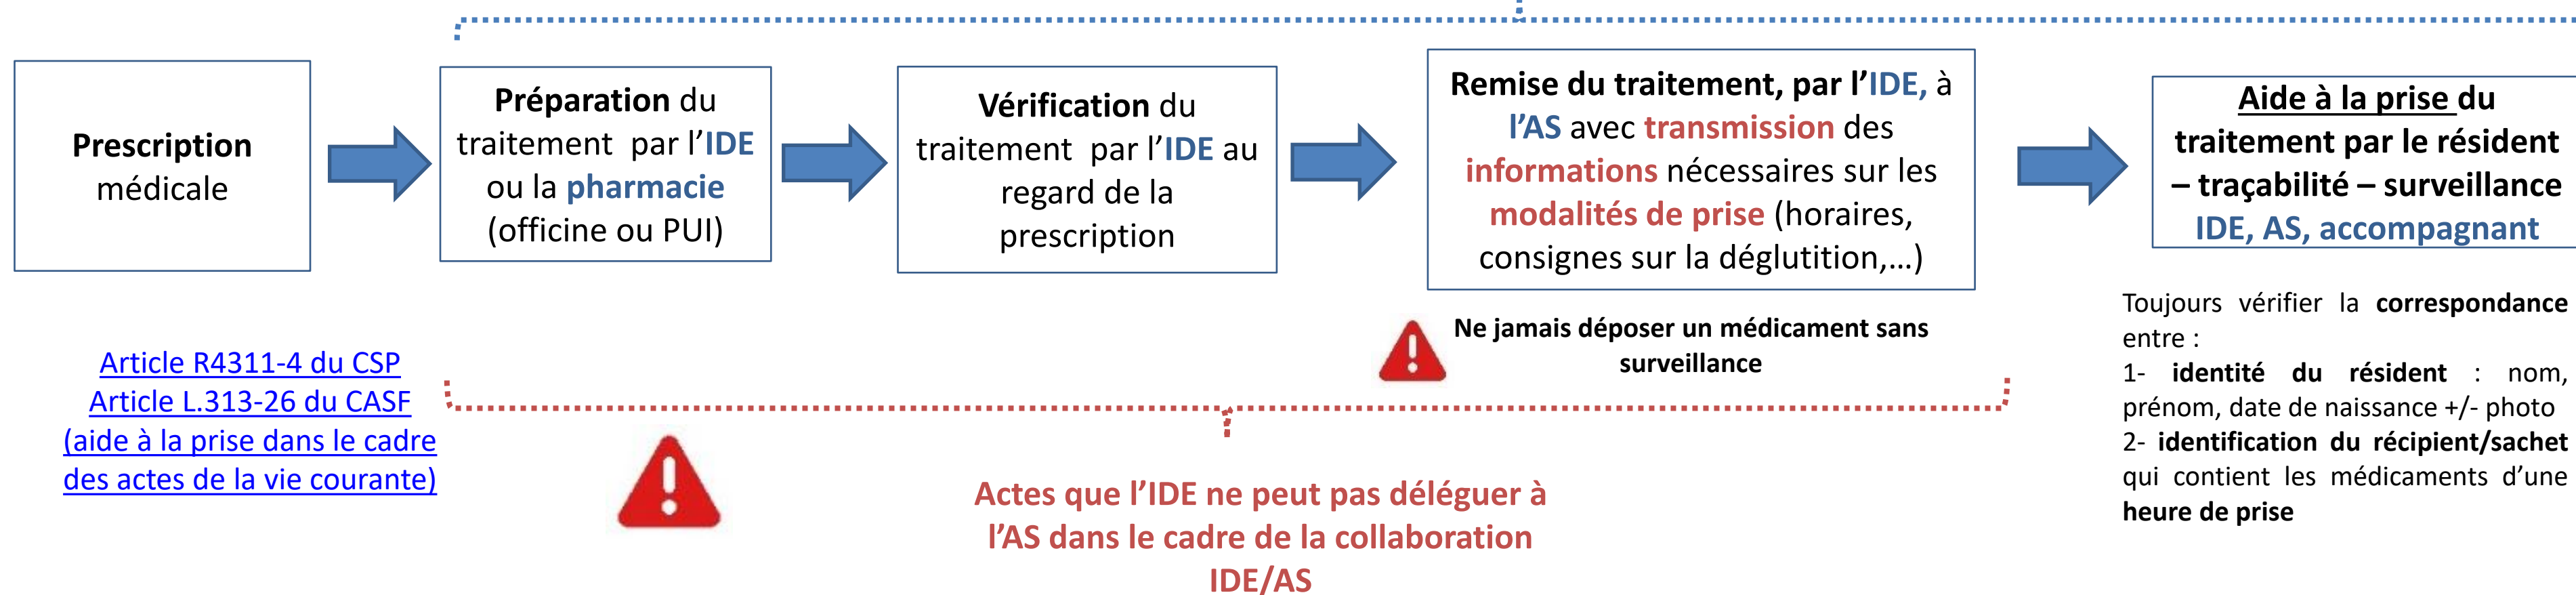 Prescription
médicale
Préparation du
traitement par l'IDE
ou la pharmacie
(officine ou PUI)
Vérification du
traitement par l'IDE au
regard de la
prescription
Remise du traitement, par l'IDE, à
l'AS avec transmission des
informations nécessaires sur les
modalités de prise (horaires,
consignes sur la déglutition,...)
Aide à la prise du
traitement par le résident
– traçabilité – surveillance
IDE, AS, accompagnant
Ne jamais déposer un médicament sans
surveillance
Article R4311-4 du CSP
Article L.313-26 du CASF
(aide à la prise dans le cadre
des actes de la vie courante)
Actes que l'IDE ne peut pas déléguer à
l'AS dans le cadre de la collaboration
IDE/AS
Toujours vérifier la correspondance
entre :
1- identité du résident : nom,
prénom, date de naissance +/- photo
2- identification du récipient/sachet
qui contient les médicaments d'une
heure de prise